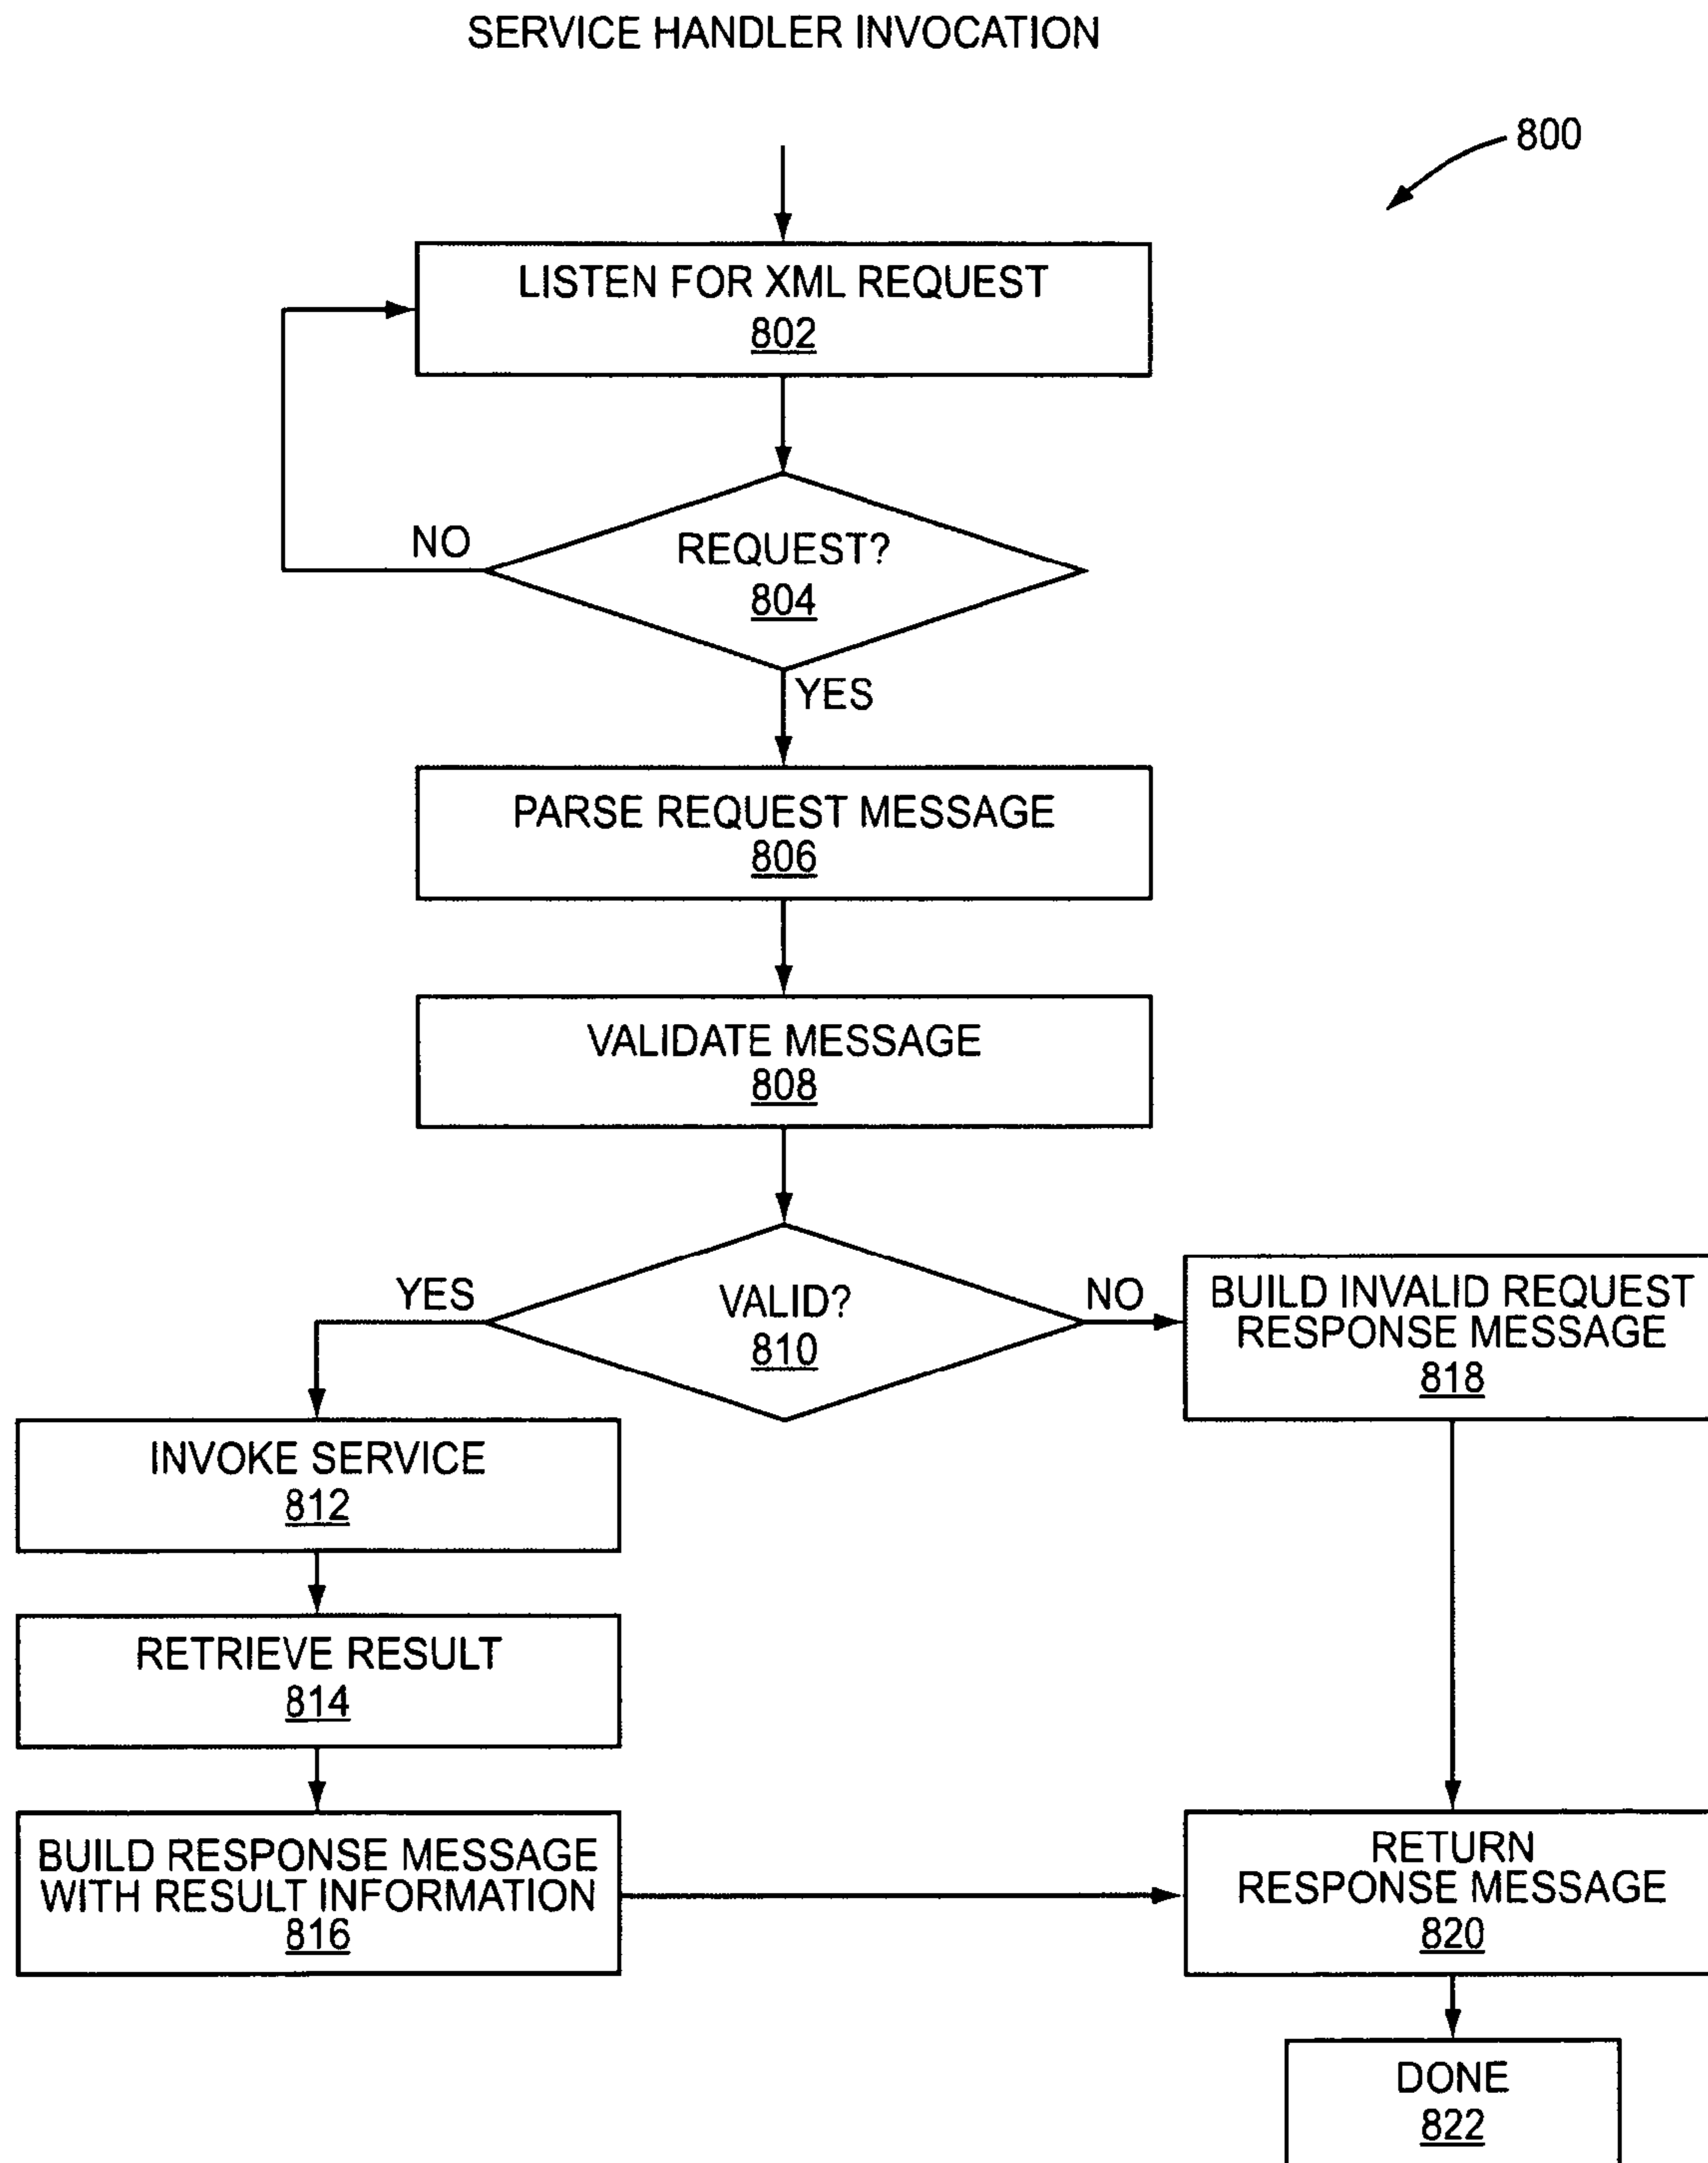 SERVICE HANDLER INVOCATION
800
LISTEN FOR XML REQUEST
802
NO
REQUEST?
804
YES
PARSE REQUEST MESSAGE
806
VALIDATE MESSAGE
808
YES
VALID?
810
NO
BUILD INVALID REQUEST
RESPONSE MESSAGE
818
INVOKE SERVICE
812
RETRIEVE RESULT
814
BUILD RESPONSE MESSAGE
WITH RESULT INFORMATION
816
RETURN
RESPONSE MESSAGE
820
DONE
822